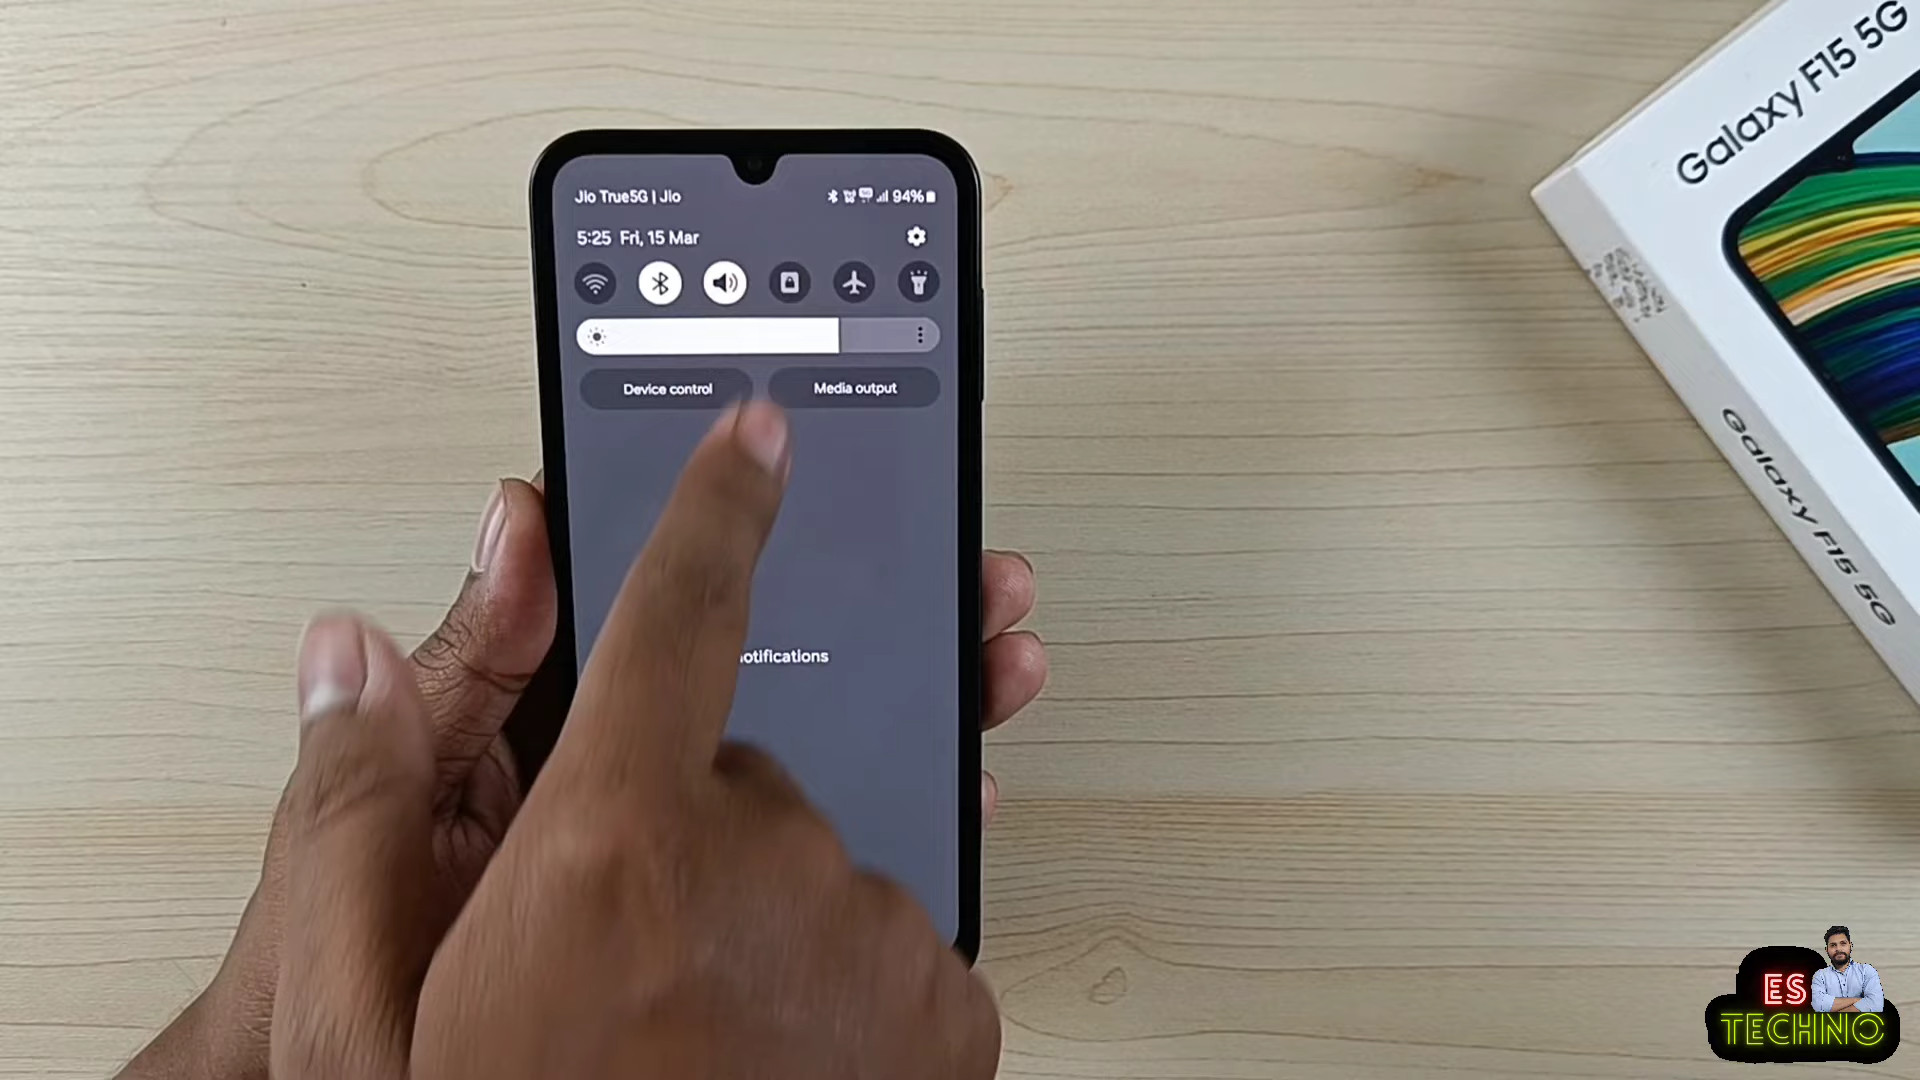 Galaxy F15 5G
Jio True5G | Jio
94%
5:25 Fri, 15 Mar
Device control
Media output
Galaxy F15 5G
notifications
ES
TECHNO